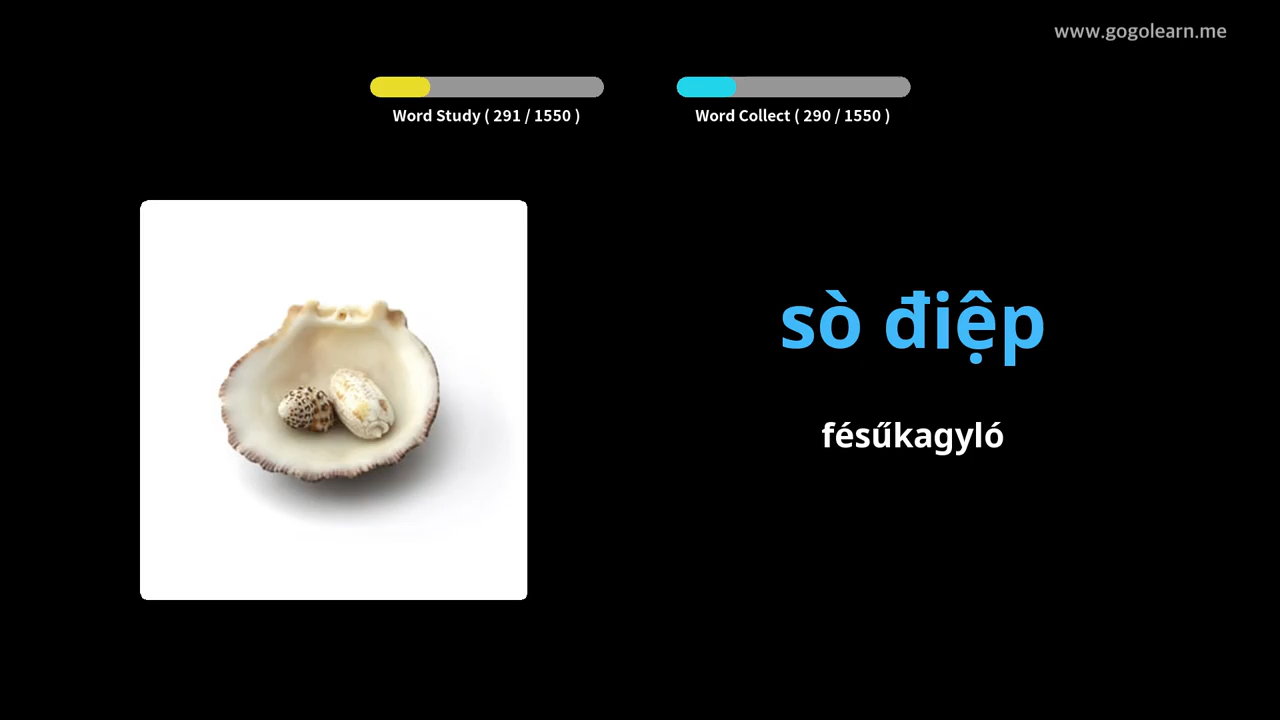 www.gogolearn.me
Word Study ( 291 / 1550 )
Word Collect ( 290 / 1550 )
sò điệp
fésűkagyló